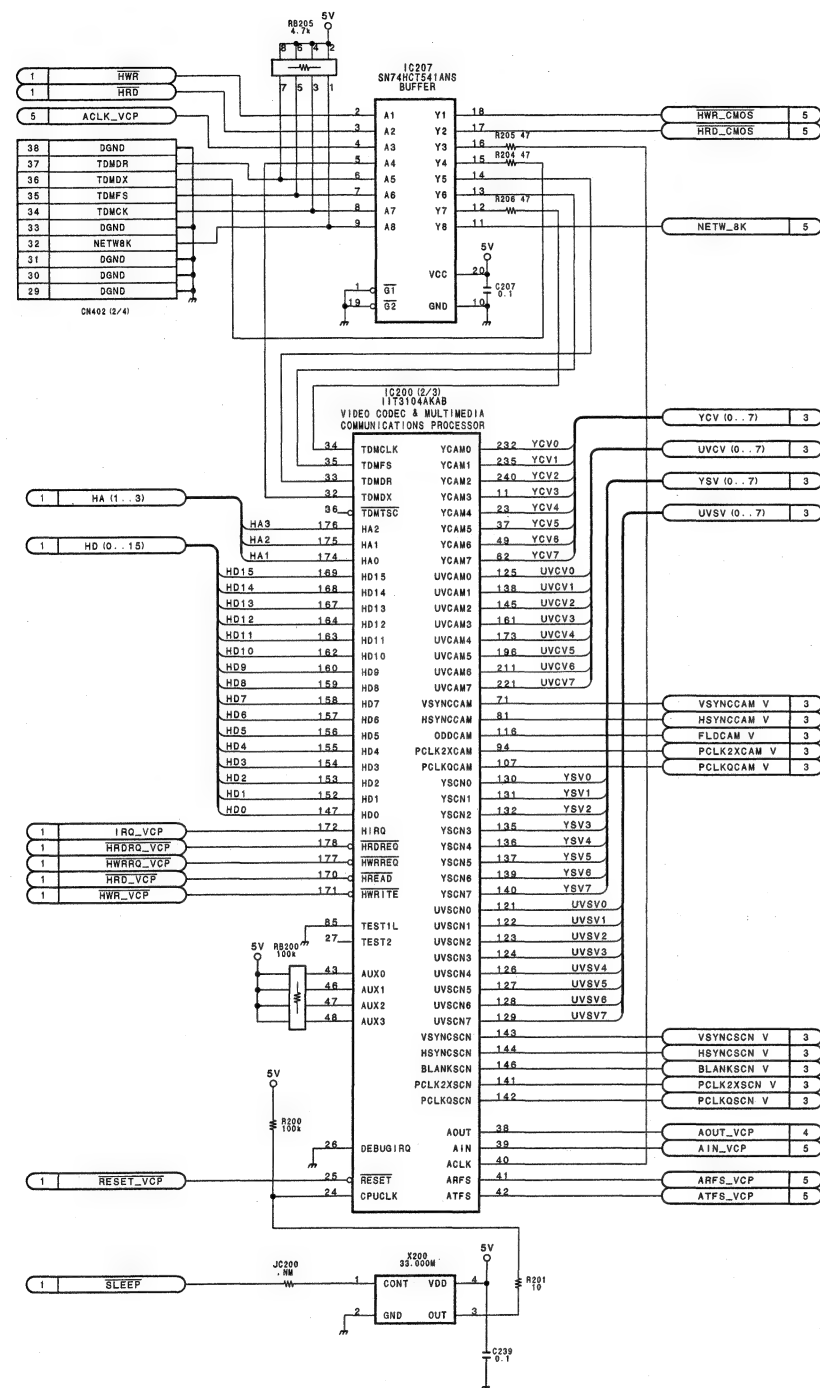 5V
RB205
4.7k
8 6 4 2
7 5 3 1
IC207
SN74HCT541ANS
BUFFER
1 HWR
1 HRD
5 ACLK_VCP
38 DGND
37 TDMDR
36 TDMDX
35 TDMFS
34 TDMCK
33 DGND
32 NETW8K
31 DGND
30 DGND
29 DGND
CN402 (2/4)
2 A1 Y1 18
3 A2 Y2 17
4 A3 Y3 16
5 A4 Y4 15
6 A5 Y5 14
7 A6 Y6 13
8 A7 Y7 12
9 A8 Y8 11
R205 47
R204 47
R206 47
HWR_CMOS 5
HRD_CMOS 5
NETW_8K 5
5V
VCC 20
C207
0.1
1 G1
19 G2
GND 10
IC200 (2/3)
IIT3104AKAB
VIDEO CODEC & MULTIMEDIA
COMMUNICATIONS PROCESSOR
34 TDMCLK YCAM0 232 YCV0
35 TDMFS YCAM1 235 YCV1
33 TDMDR YCAM2 240 YCV2
32 TDMDX YCAM3 11 YCV3
36 TDMTSC YCAM4 23 YCV4
HA3 176 HA2 YCAM5 37 YCV5
HA2 175 HA1 YCAM6 49 YCV6
HA1 174 HA0 YCAM7 62 YCV7
HD15 169 HD15 UVCAM0 125 UVCV0
HD14 168 HD14 UVCAM1 138 UVCV1
HD13 167 HD13 UVCAM2 145 UVCV2
HD12 164 HD12 UVCAM3 161 UVCV3
HD11 163 HD11 UVCAM4 173 UVCV4
HD10 162 HD10 UVCAM5 196 UVCV5
HD9 160 HD9 UVCAM6 211 UVCV6
HD8 159 HD8 UVCAM7 221 UVCV7
HD7 158 HD7 VSYNCCAM 71
HD6 157 HD6 HSYNCCAM 81
HD5 156 HD5 ODDCAM 116
HD4 155 HD4 PCLK2XCAM 94
HD3 154 HD3 PCLKQCAM 107
HD2 153 HD2 YSCN0 130 YSV0
HD1 152 HD1 YSCN1 131 YSV1
HD0 147 HD0 YSCN2 132 YSV2
172 HIRQ YSCN3 135 YSV3
178 HRDREQ YSCN4 136 YSV4
177 HWRREQ YSCN5 137 YSV5
170 HREAD YSCN6 139 YSV6
171 HWRITE YSCN7 140 YSV7
UVSCN0 121 UVSV0
85 TEST1L UVSCN1 122 UVSV1
27 TEST2 UVSCN2 123 UVSV2
UVSCN3 124 UVSV3
43 AUX0 UVSCN4 126 UVSV4
46 AUX1 UVSCN5 127 UVSV5
47 AUX2 UVSCN6 128 UVSV6
48 AUX3 UVSCN7 129 UVSV7
VSYNCSCN 143
HSYNCSCN 144
BLANKSCN 146
PCLK2XSCN 141
PCLKQSCN 142
AOUT 38
26 DEBUGIRQ AIN 39
ACLK 40
25 RESET ARFS 41
24 CPUCLK ATFS 42
1 HA (1..3)
1 HD (0..15)
1 IRQ_VCP
1 HRDRQ_VCP
1 HWRRQ_VCP
1 HRD_VCP
1 HWR_VCP
5V
RB200
100k
5V
R200
100k
1 RESET_VCP
YCV (0..7) 3
UVCV (0..7) 3
YSV (0..7) 3
UVSV (0..7) 3
VSYNCCAM V 3
HSYNCCAM V 3
FLDCAM V 3
PCLK2XCAM V 3
PCLKQCAM V 3
VSYNCSCN V 3
HSYNCSCN V 3
BLANKSCN V 3
PCLK2XSCN V 3
PCLKQSCN V 3
AOUT_VCP 4
AIN_VCP 5
ARFS_VCP 5
ATFS_VCP 5
1 SLEEP
JC200
.NM
X200
33.000M
1 CONT VDD 4
2 GND OUT 3
5V
R201
10
C239
0.1